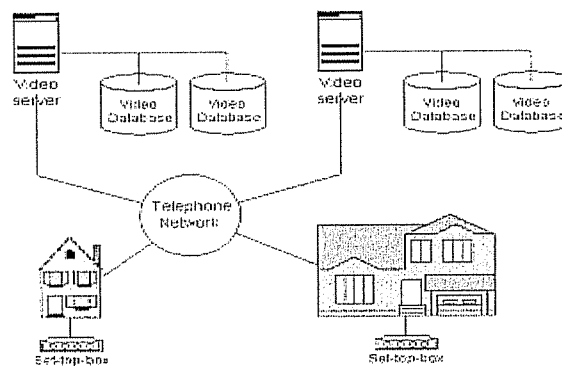 Video
server
Video
Database
Video
Database
Video
server
Video
Database
Video
Database
Telephone
Network
Set-top-box
Set-top-box